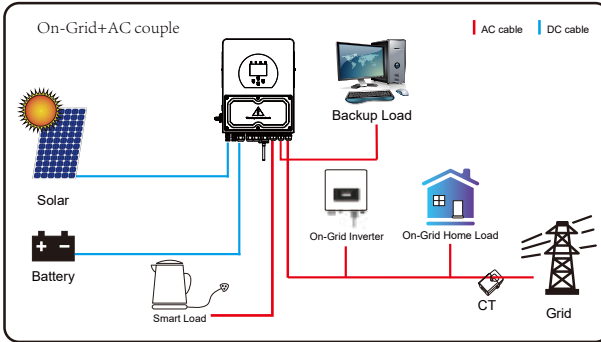 On-Grid+AC couple
AC cable
DC cable
Backup Load
Solar
On-Grid Inverter
On-Grid Home Load
Battery
Smart Load
CT
Grid